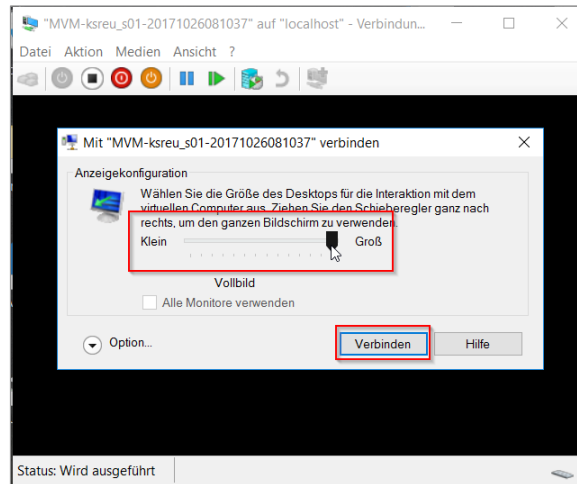 "MVM-ksreu_s01-20171026081037" auf "localhost" - Verbindun...
Datei Aktion Medien Ansicht ?
Mit "MVM-ksreu_s01-20171026081037" verbinden
Anzeigekonfiguration
Wählen Sie die Größe des Desktops für die Interaktion mit dem
virtuellen Computer aus. Ziehen Sie den Schieberegler ganz nach
rechts, um den ganzen Bildschirm zu verwenden.
Klein Groß
Vollbild
Alle Monitore verwenden
Option... Verbinden Hilfe
Status: Wird ausgeführt